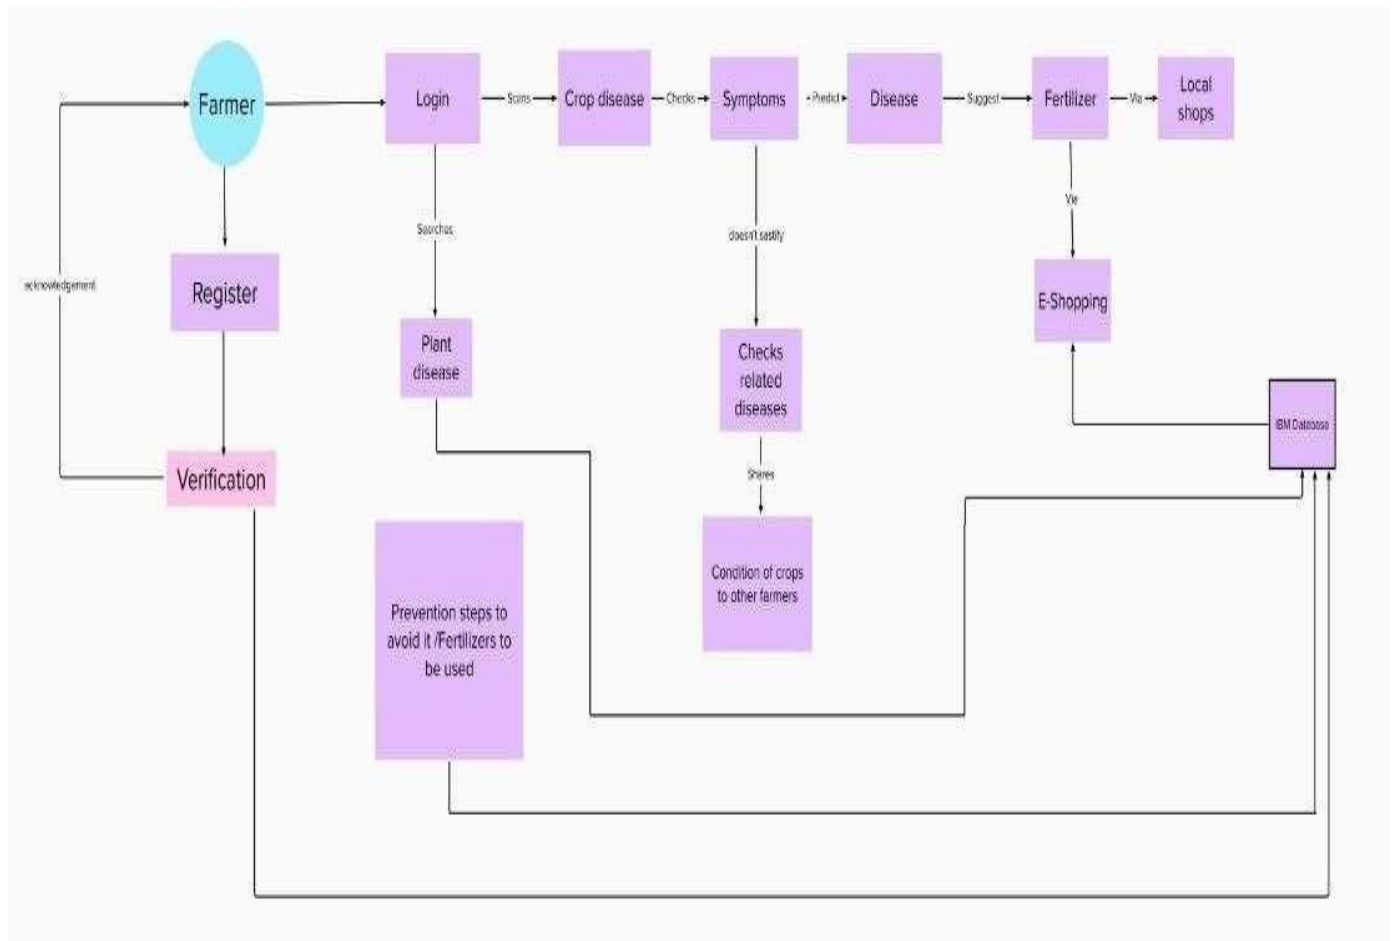 Farmer
Login
Scans
Crop disease
Checks
Symptoms
Predict
Disease
Suggest
Fertilizer
Via
Local
shops
Via
Searches
doesn't sastify
acknowledgement
Register
E-Shopping
Plant
disease
Checks
related
diseases
IBM Database
Verification
Shares
Condition of crops
to other farmers
Prevention steps to
avoid it /Fertilizers to
be used